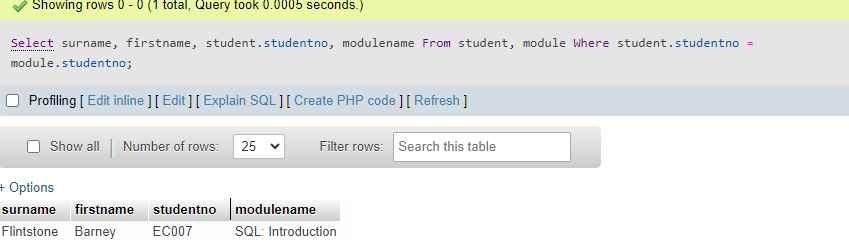 Showing rows 0 - 0 (1 total, Query took 0.0005 seconds.)
Select surname, firstname, student.studentno, modulename From student, module Where student.studentno =
module.studentno;
Profiling [ Edit inline ] [ Edit ] [ Explain SQL ] [ Create PHP code ] [ Refresh ]
Show all | Number of rows: 25 Filter rows: Search this table
+ Options
surname firstname studentno modulename
Flintstone Barney EC007 SQL: Introduction